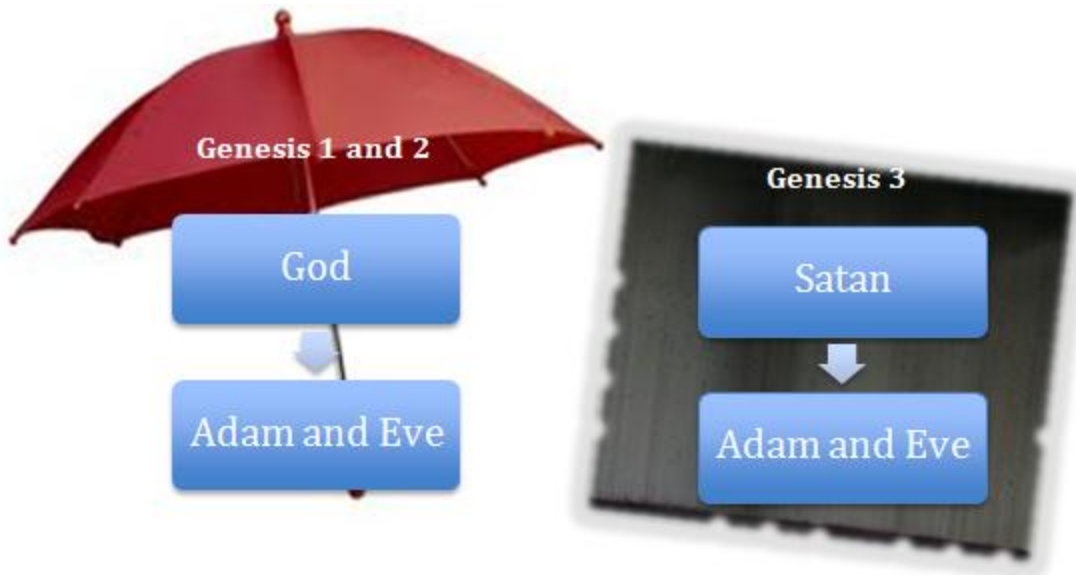 Genesis 1 and 2
God
Adam and Eve
Genesis 3
Satan
Adam and Eve